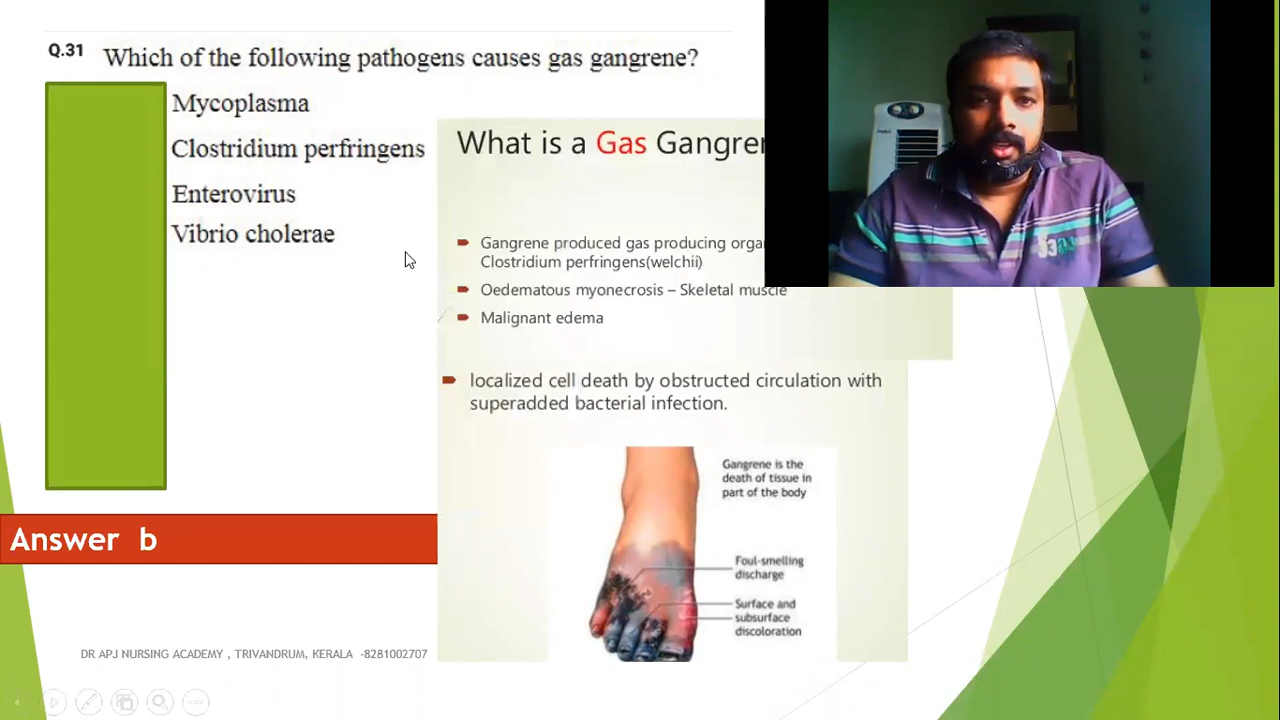 Q.31 Which of the following pathogens causes gas gangrene?
Mycoplasma
Clostridium perfringens
Enterovirus
Vibrio cholerae
Answer b
What is a Gas Gangren
Gangrene produced gas producing orga
Clostridium perfringens(welchii)
Oedematous myonecrosis – Skeletal muscle
Malignant edema
localized cell death by obstructed circulation with
superadded bacterial infection.
Gangrene is the
death of tissue in
part of the body
Foul-smelling
discharge
Surface and
subsurface
discoloration
DR APJ NURSING ACADEMY , TRIVANDRUM, KERALA -8281002707